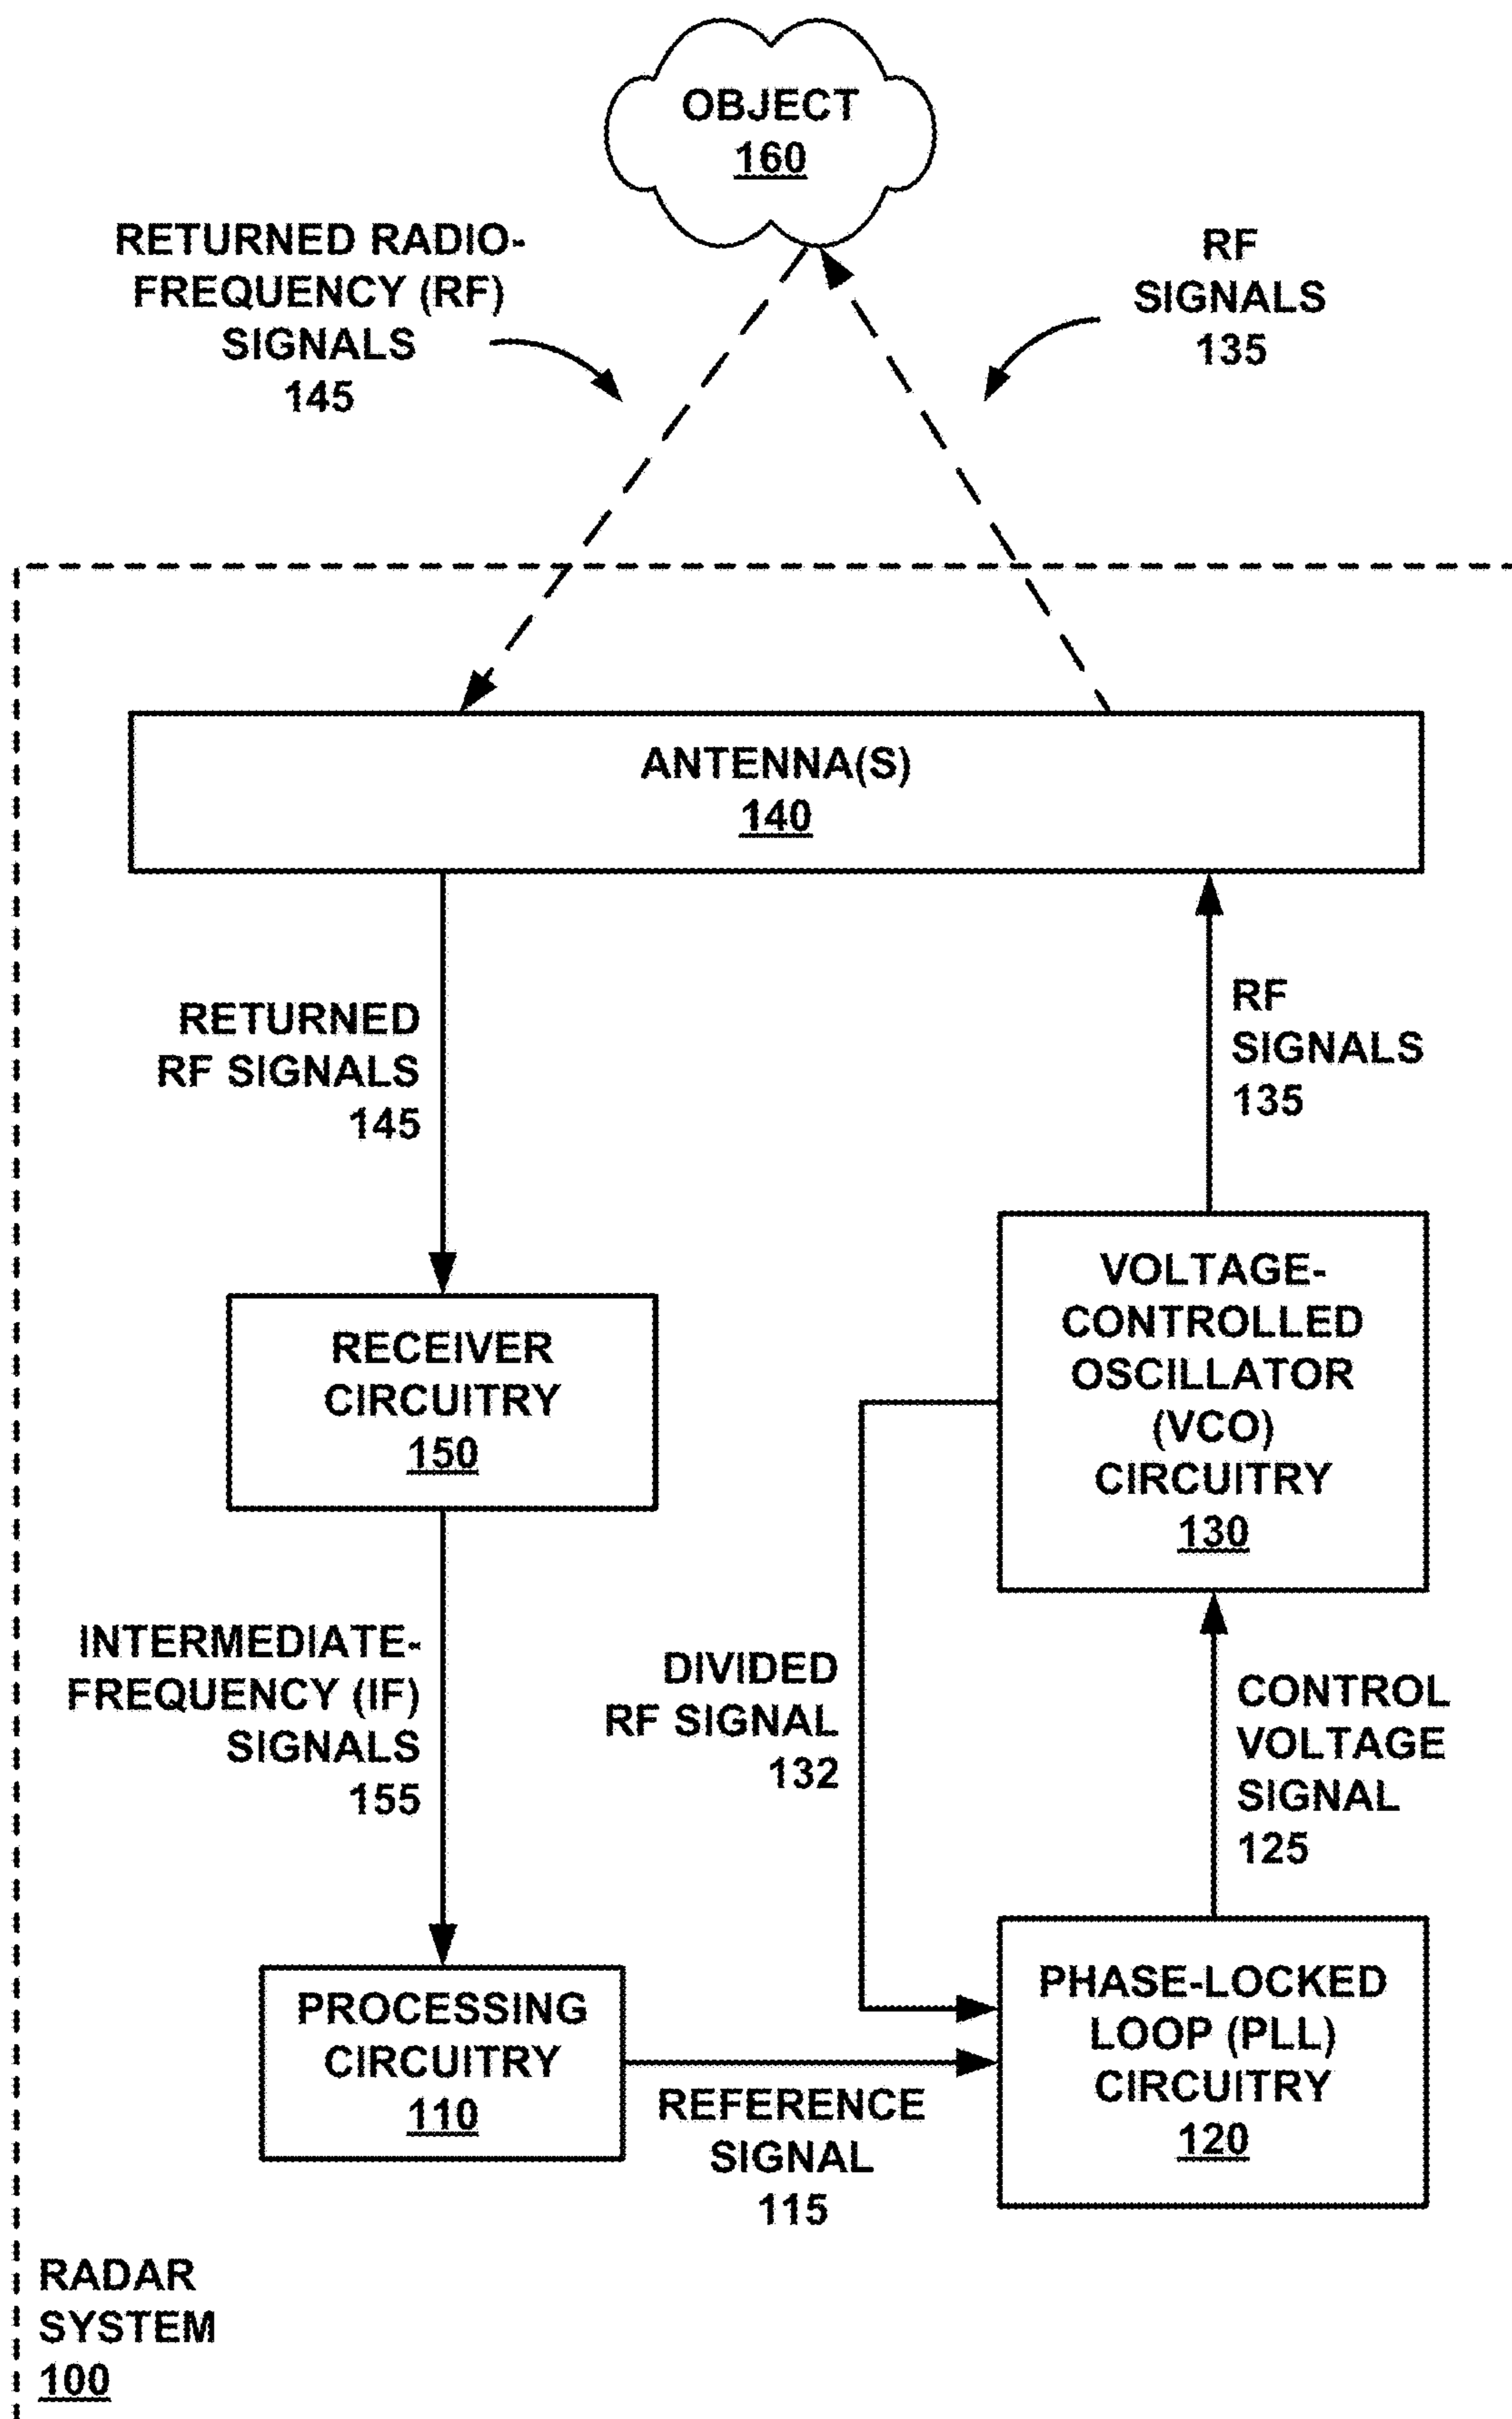 OBJECT
160
RETURNED RADIO-
FREQUENCY (RF)
SIGNALS
145
RF
SIGNALS
135
ANTENNA(S)
140
RETURNED
RF SIGNALS
145
RF
SIGNALS
135
RECEIVER
CIRCUITRY
150
VOLTAGE-
CONTROLLED
OSCILLATOR
(VCO)
CIRCUITRY
130
INTERMEDIATE-
FREQUENCY (IF)
SIGNALS
155
DIVIDED
RF SIGNAL
132
CONTROL
VOLTAGE
SIGNAL
125
PROCESSING
CIRCUITRY
110
REFERENCE
SIGNAL
115
PHASE-LOCKED
LOOP (PLL)
CIRCUITRY
120
RADAR
SYSTEM
100